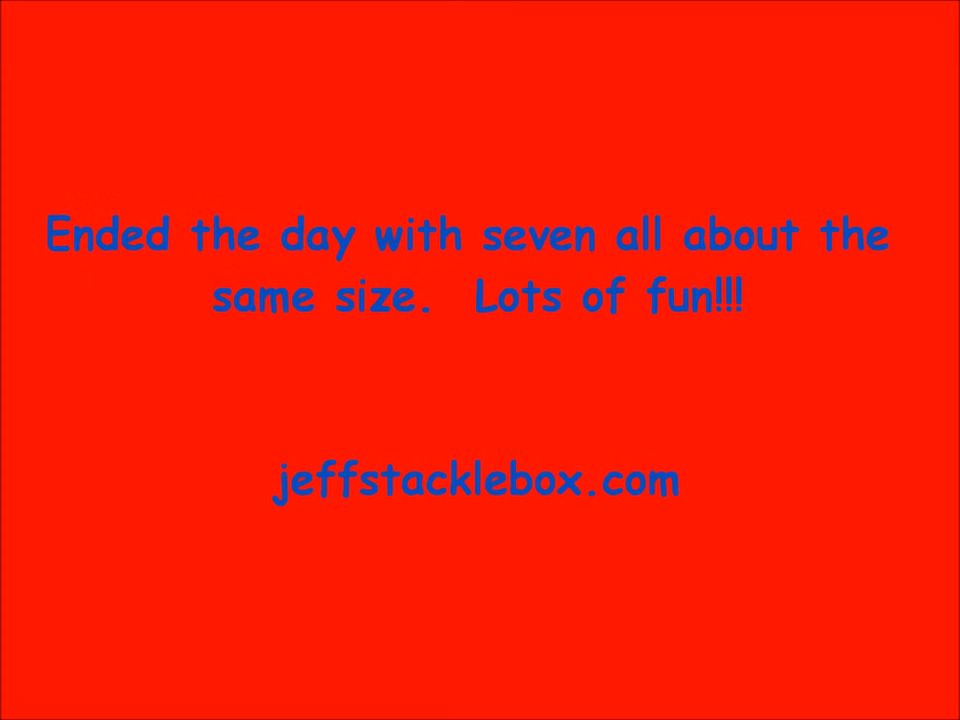 Ended the day with seven all about the
same size.  Lots of fun!!!
jeffstacklebox.com